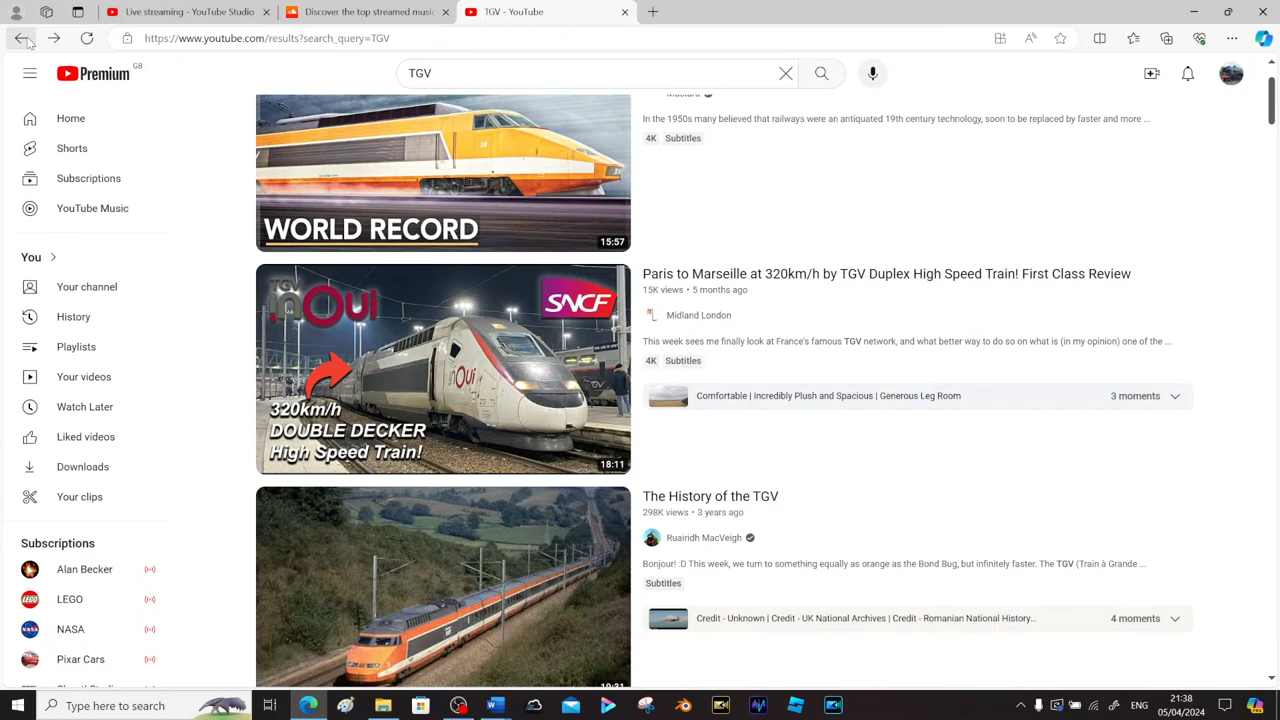 YouTube Studio
Domburger theme from T
SoundCloud
TGV
YouTube
https://www.youtube.com/results?search_query=TGV
Premium GB
TGV
Home
Shorts
Subscriptions
YouTube Music
You
Your channel
History
Playlists
Your videos
Watch Later
Liked videos
Downloads
Your clips
Subscriptions
Alan Becker
LEGO
NASA
Pixar Cars
WORLD RECORD
15:57
In the 1950s many believed that railways were an antiquated 19th century technology, soon to be replaced by faster and more ...
4K Subtitles
TGV inOui
SNCF
OUi
320km/h
DOUBLE DECKER
High Speed Train!
18:11
Paris to Marseille at 320km/h by TGV Duplex High Speed Train! First Class Review
15K views • 5 months ago
Midland London
This week sees me finally look at France's famous TGV network, and what better way to do so on what is (in my opinion) one of the ...
4K Subtitles
Comfortable | Incredibly Plush and Spacious | Generous Leg Room
3 moments
The History of the TGV
298K views • 3 years ago
Ruairidh MacVeigh
Bonjour! :D This week, we turn to something equally as orange as the Bond Bug, but infinitely faster. The TGV (Train à Grande ...
Subtitles
Credit - Unknown | Credit - UK National Archives | Credit - Romanian National History...
4 moments
Type here to search
ENG
21:38
05/04/2024